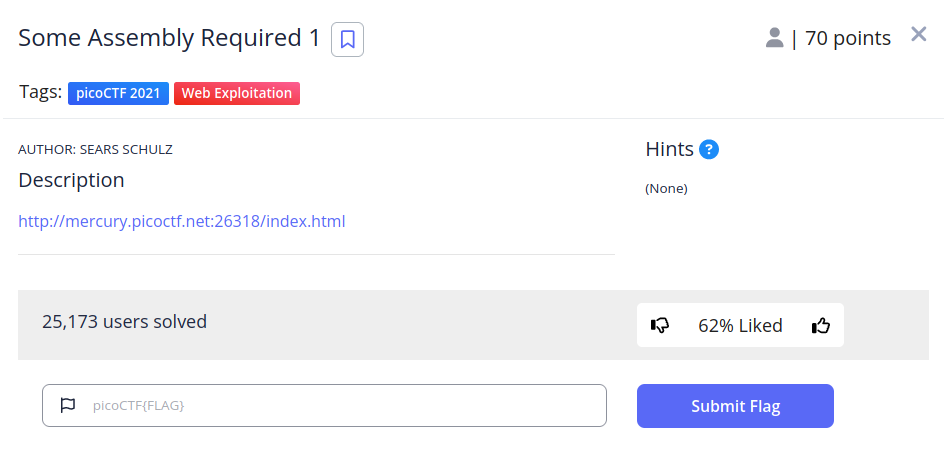 Some Assembly Required 1
| 70 points
Tags: picoCTF 2021 Web Exploitation
AUTHOR: SEARS SCHULZ
Hints ?
Description
(None)
http://mercury.picoctf.net:26318/index.html
25,173 users solved
62% Liked
picoCTF{FLAG}
Submit Flag